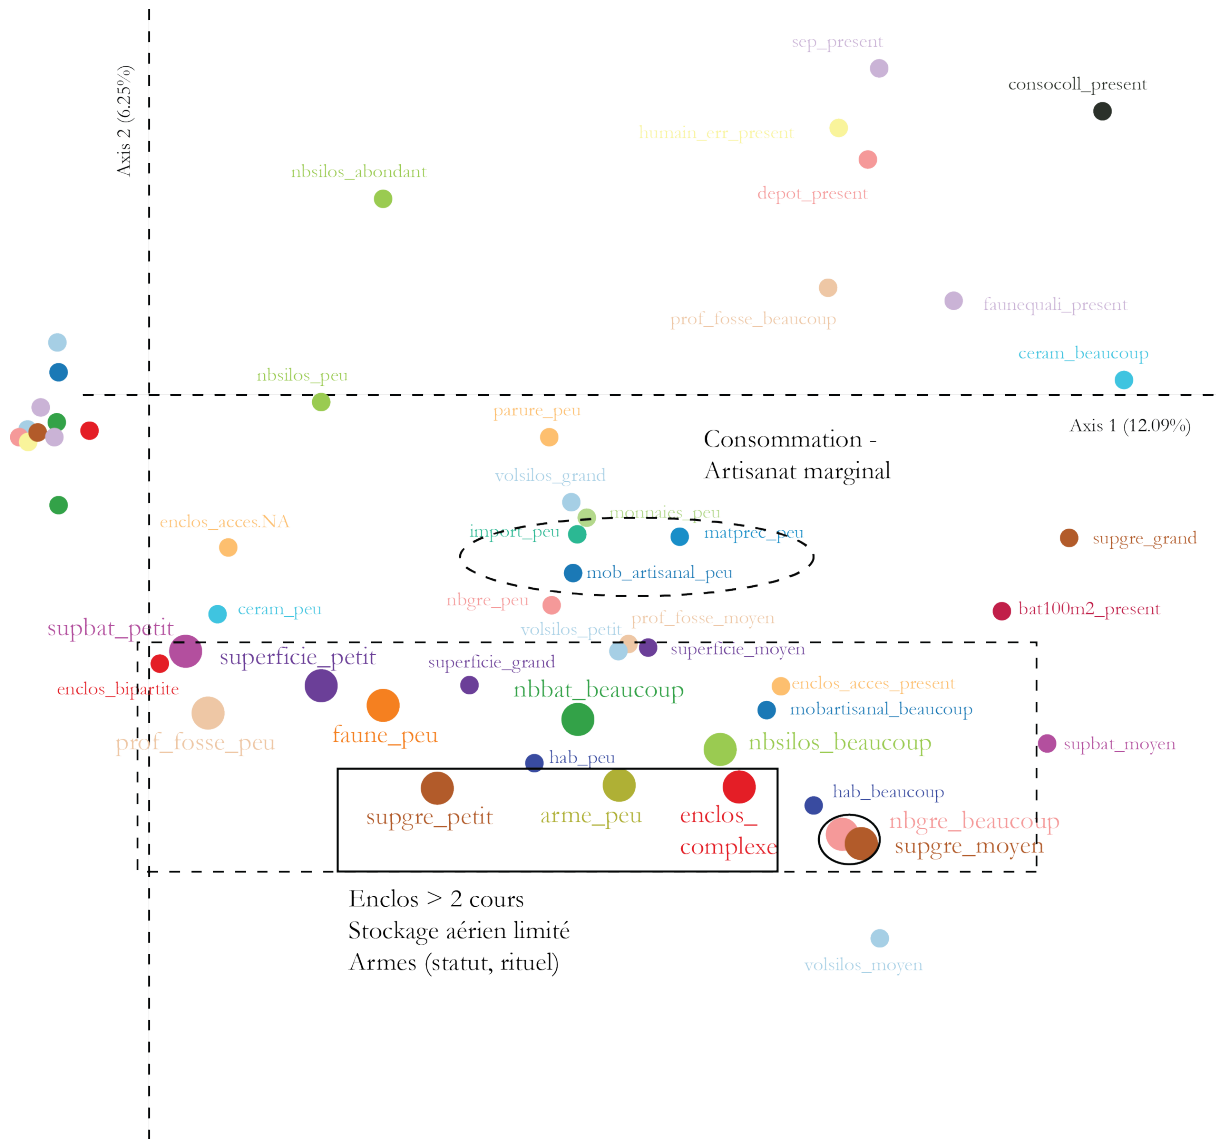 sep_present
consocoll_present
Axis 2 (6.25%)
humain_err_present
nbsilos_abondant
depot_present
faunequali_present
prof_fosse_beaucoup
ceram_beaucoup
nbsilos_peu
parure_peu
Axis 1 (12.09%)
Consommation -
Artisanat marginal
volsilos_grand
monnaies_peu
enclos_acces.NA
import_peu
matprec_peu
supgre_grand
mob_artisanal_peu
nbgre_peu
ceram_peu
bat100m2_present
prof_fosse_moyen
supbat_petit
volsilos_petit
superficie_moyen
superficie_petit
superficie_grand
enclos_bipartite
nbbat_beaucoup
enclos_acces_present
mobartisanal_beaucoup
faune_peu
prof_fosse_peu
nbsilos_beaucoup
supbat_moyen
hab_peu
hab_beaucoup
supgre_petit
arme_peu
enclos_
complexe
nbgre_beaucoup
supgre_moyen
Enclos > 2 cours
Stockage aérien limité
Armes (statut, rituel)
volsilos_moyen